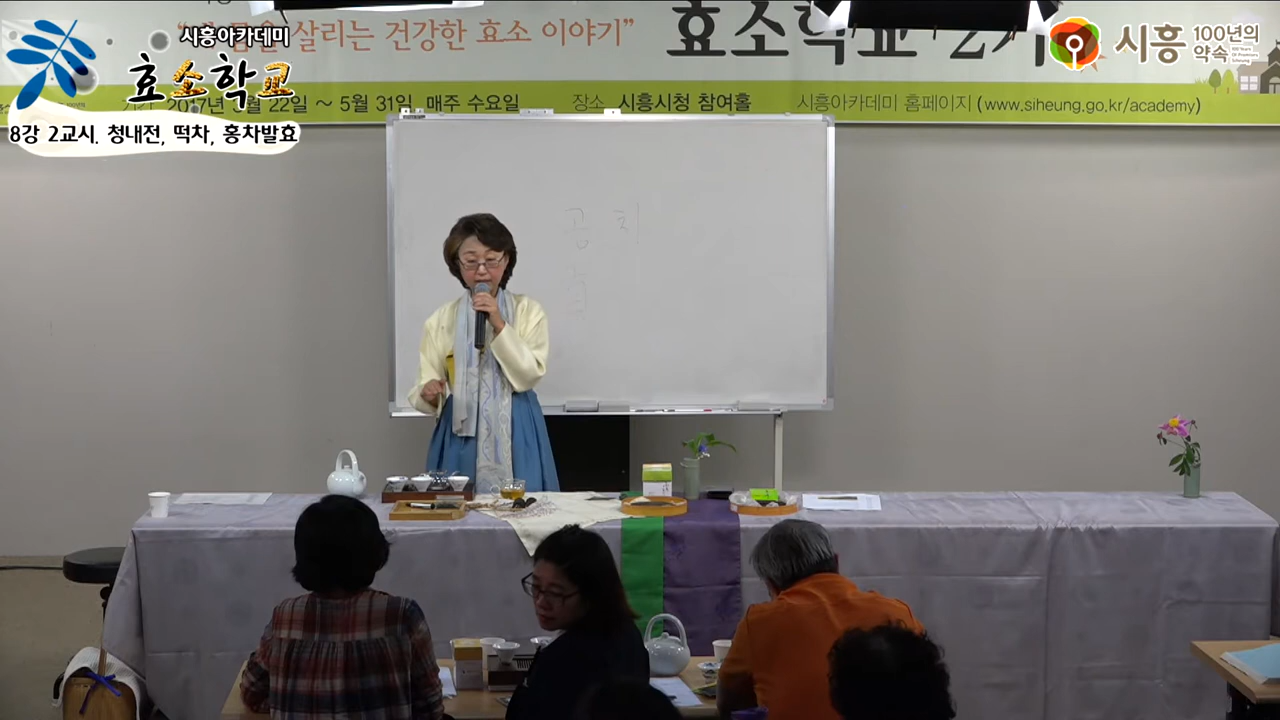 시흥아카데미
효소학교
8강 2교시. 청내전, 떡차, 홍차발효
살리는 건강한 효소 이야기”
효소학교 2기
시흥 100년의 약속
22일 ~ 5월 31일 매주 수요일
장소 시흥시청 참여홀
시흥아카데미 홈페이지 (www.siheung.go.kr/academy)
공 치